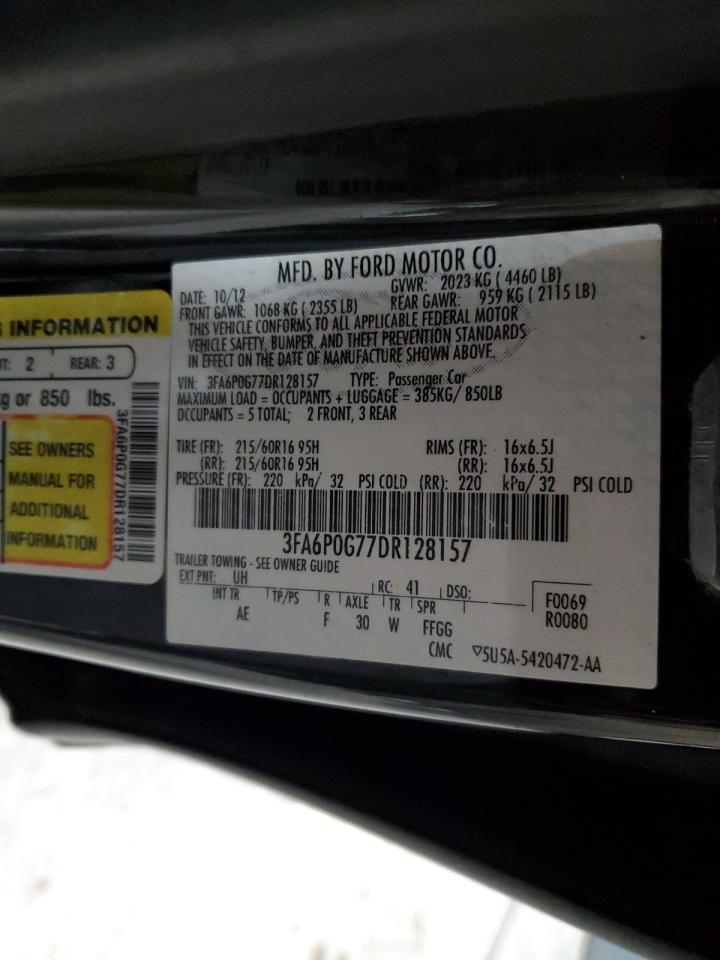 MFD. BY FORD MOTOR CO.
DATE: 10/12 GVWR: 2023 KG ( 4460 LB)
FRONT GAWR: 1068 KG ( 2355 LB) REAR GAWR: 959 KG ( 2115 LB)
THIS VEHICLE CONFORMS TO ALL APPLICABLE FEDERAL MOTOR
VEHICLE SAFETY, BUMPER, AND THEFT PREVENTION STANDARDS
IN EFFECT ON THE DATE OF MANUFACTURE SHOWN ABOVE.
VIN: 3FA6P0G77DR128157 TYPE: Passenger Car
MAXIMUM LOAD = OCCUPANTS + LUGGAGE = 385KG/ 850LB
OCCUPANTS = 5 TOTAL; 2 FRONT, 3 REAR
TIRE (FR): 215/60R16 95H RIMS (FR): 16x6.5J
(RR): 215/60R16 95H (RR): 16x6.5J
PRESSURE (FR): 220 kPa/ 32 PSI COLD (RR): 220 kPa/ 32 PSI COLD
3FA6P0G77DR128157
TRAILER TOWING - SEE OWNER GUIDE
EXT PNT: UH RC: 41 DSO:
INT TR TP/PS R AXLE TR SPR F0069
AE F 30 W FFGG R0080
CMC ▽5U5A-5420472-AA
INFORMATION
2 REAR: 3
or 850 lbs.
SEE OWNERS
MANUAL FOR
ADDITIONAL
INFORMATION
3FA6P0G77DR128157